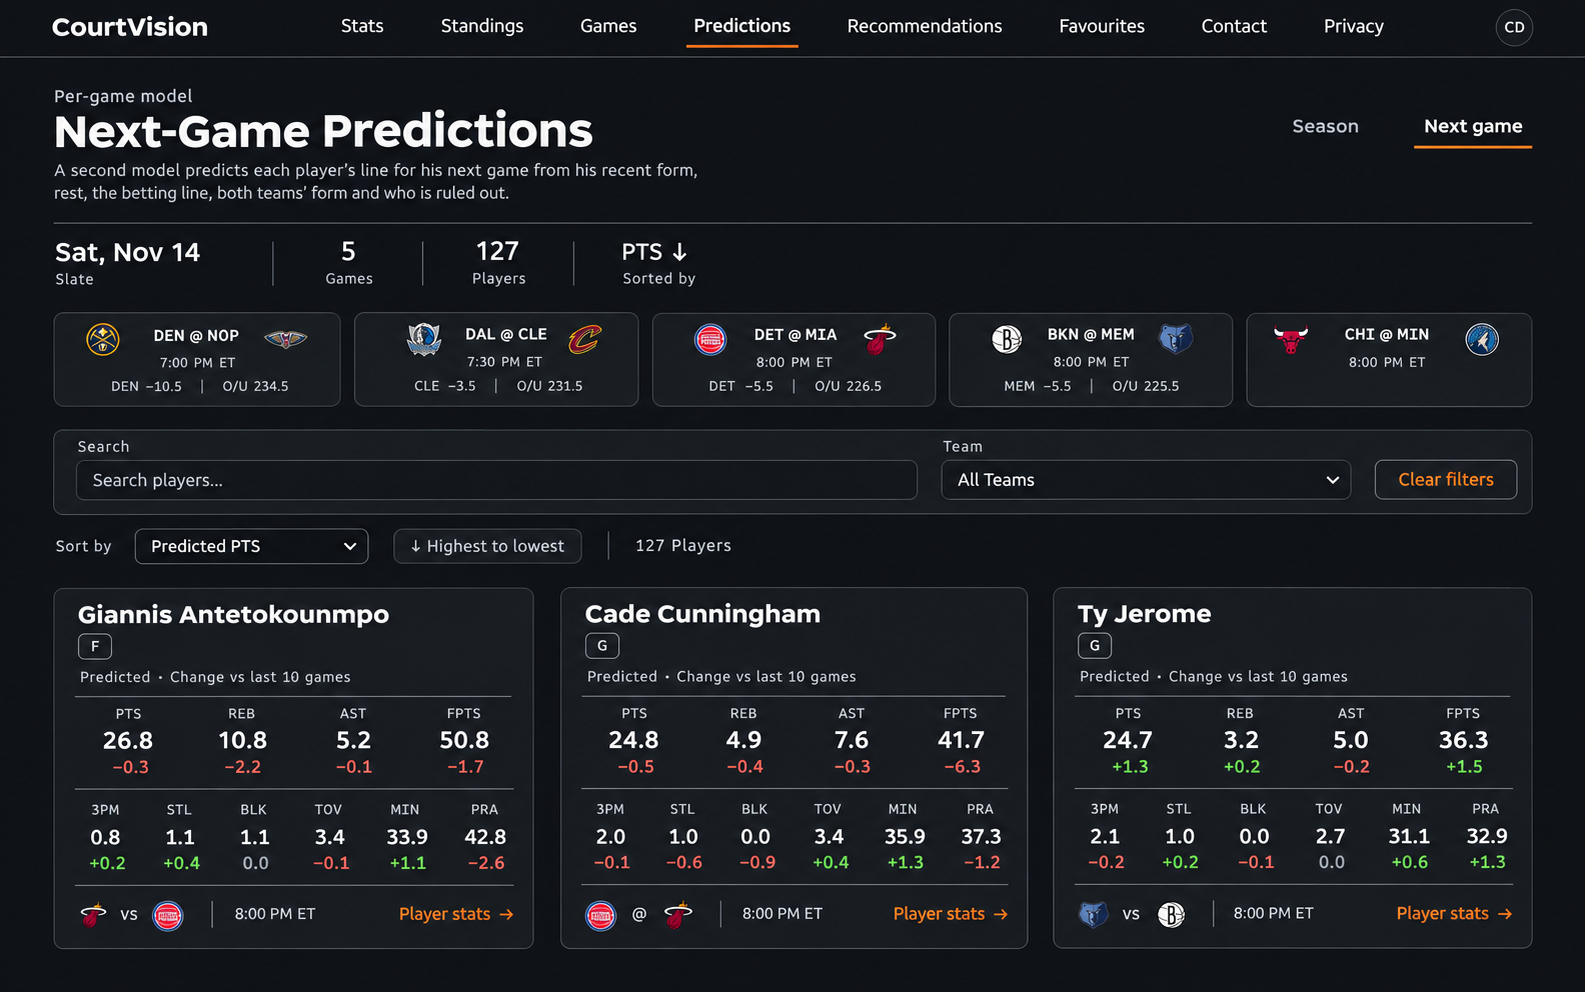 CourtVision Stats Standings Games Predictions Recommendations Favourites Contact Privacy CD
Per-game model
Next-Game Predictions
Season Next game
A second model predicts each player's line for his next game from his recent form,
rest, the betting line, both teams' form and who is ruled out.
Sat, Nov 14 5 127 PTS ↓
Slate Games Players Sorted by
DEN @ NOP
7:00 PM ET
DEN −10.5 | O/U 234.5
DAL @ CLE
7:30 PM ET
CLE −3.5 | O/U 231.5
DET @ MIA
8:00 PM ET
DET −5.5 | O/U 226.5
BKN @ MEM
8:00 PM ET
MEM −5.5 | O/U 225.5
CHI @ MIN
8:00 PM ET
Search
Search players...
Team
All Teams
Clear filters
Sort by Predicted PTS ↓ Highest to lowest 127 Players
Giannis Antetokounmpo
F
Predicted • Change vs last 10 games
PTS REB AST FPTS
26.8 10.8 5.2 50.8
−0.3 −2.2 −0.1 −1.7
3PM STL BLK TOV MIN PRA
0.8 1.1 1.1 3.4 33.9 42.8
+0.2 +0.4 0.0 −0.1 +1.1 −2.6
vs 8:00 PM ET Player stats →
Cade Cunningham
G
Predicted • Change vs last 10 games
PTS REB AST FPTS
24.8 4.9 7.6 41.7
−0.5 −0.4 −0.3 −6.3
3PM STL BLK TOV MIN PRA
2.0 1.0 0.0 3.4 35.9 37.3
−0.1 −0.6 −0.9 +0.4 +1.3 −1.2
@ 8:00 PM ET Player stats →
Ty Jerome
G
Predicted • Change vs last 10 games
PTS REB AST FPTS
24.7 3.2 5.0 36.3
+1.3 +0.2 −0.2 +1.5
3PM STL BLK TOV MIN PRA
2.1 1.0 0.0 2.7 31.1 32.9
−0.2 +0.2 −0.1 0.0 +0.6 +1.3
vs 8:00 PM ET Player stats →